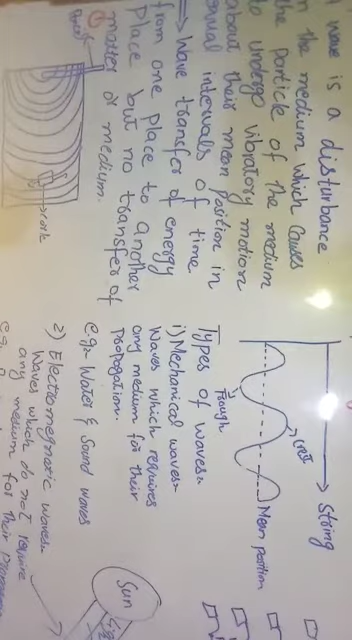 wave is a disturbance
in the medium which causes
the particle of the medium
to undergo vibratory motion
about their mean position in
equal intervals of time
=> Wave transfer of energy
from one place to another
place but no transfer of
matter or medium.
cork
String
Crest
Trough
Mean position
Types of waves:-
i) Mechanical waves:-
Waves which requires
any medium for their
propagation.
e.g:- Water & Sound waves
2) Electromagnetic waves:-
Waves which do not require
any medium for their
e.g.
Sun